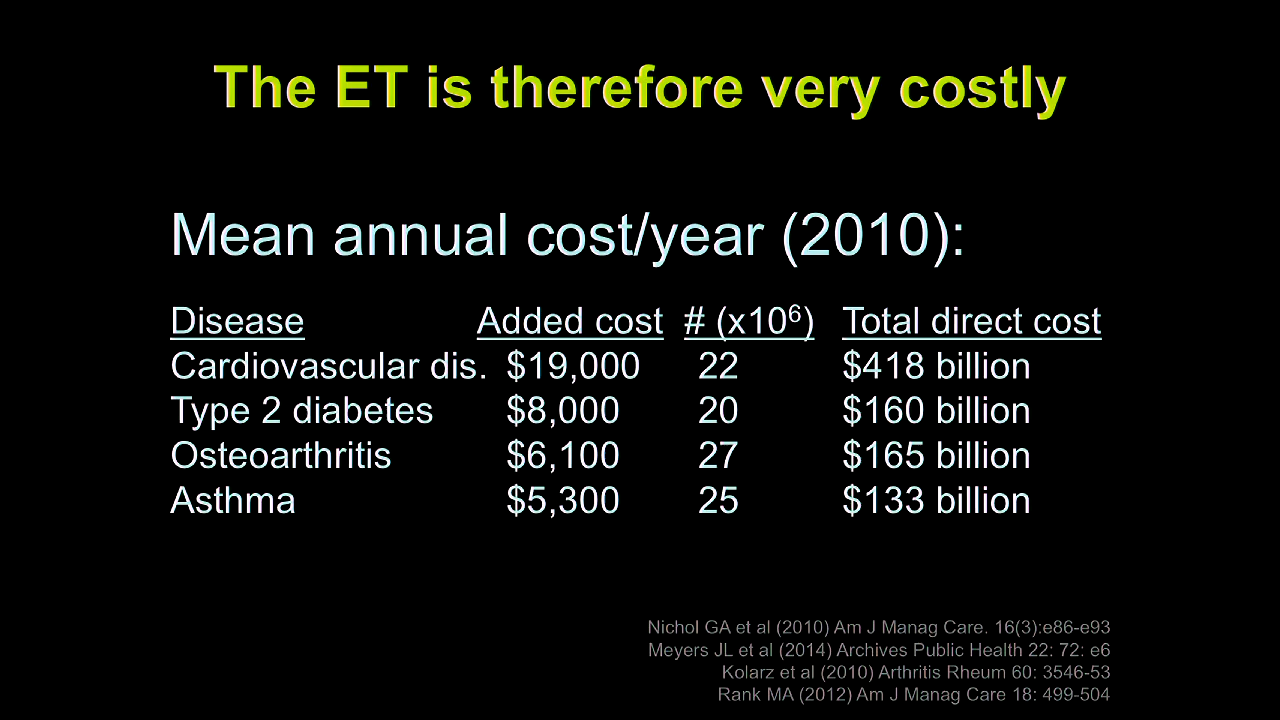 The ET is therefore very costly
Mean annual cost/year (2010):
Disease Added cost # (x10⁶) Total direct cost
Cardiovascular dis. $19,000 22 $418 billion
Type 2 diabetes $8,000 20 $160 billion
Osteoarthritis $6,100 27 $165 billion
Asthma $5,300 25 $133 billion
Nichol GA et al (2010) Am J Manag Care. 16(3):e86-e93
Meyers JL et al (2014) Archives Public Health 22: 72: e6
Kolarz et al (2010) Arthritis Rheum 60: 3546-53
Rank MA (2012) Am J Manag Care 18: 499-504